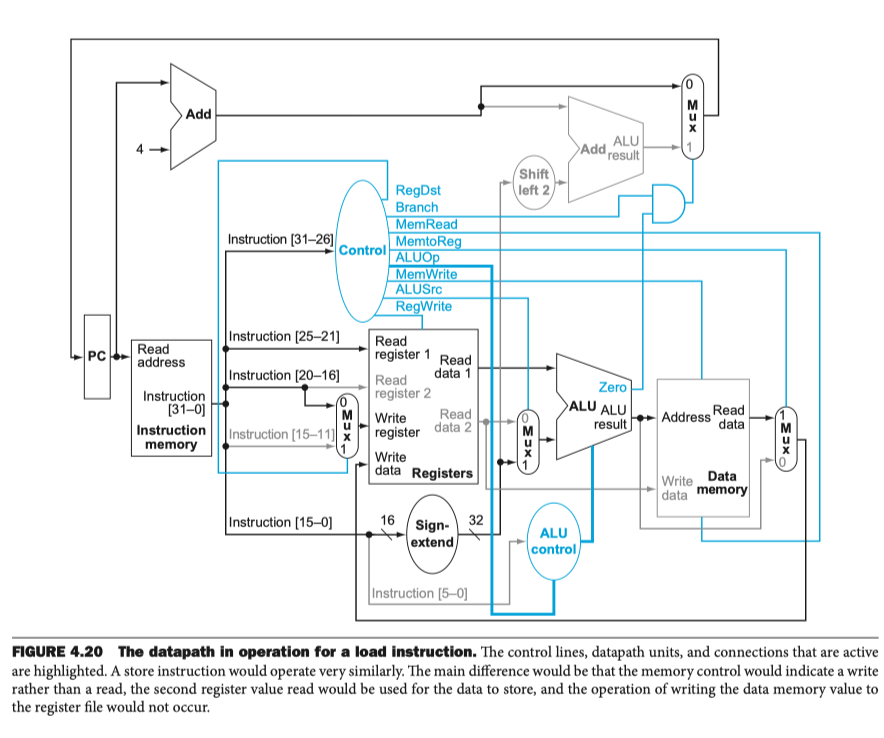 0
M
u
x
1
Add
4
Add ALU
result
Shift
left 2
RegDst
Branch
MemRead
MemtoReg
ALUOp
MemWrite
ALUSrc
RegWrite
Control
Instruction [31–26]
Instruction [25–21]
Instruction [20–16]
Instruction [15–11]
Instruction [15–0]
Instruction [5–0]
PC
Read
address
Instruction
[31–0]
Instruction
memory
0
M
u
x
1
Read
register 1
Read
data 1
Read
register 2
Write
register
Read
data 2
Write
data
Registers
0
M
u
x
1
Zero
ALU ALU
result
Address
Read
data
Write
data
Data
memory
1
M
u
x
0
16
Sign-
extend
32
ALU
control
FIGURE 4.20 The datapath in operation for a load instruction. The control lines, datapath units, and connections that are active
are highlighted. A store instruction would operate very similarly. The main difference would be that the memory control would indicate a write
rather than a read, the second register value read would be used for the data to store, and the operation of writing the data memory value to
the register file would not occur.